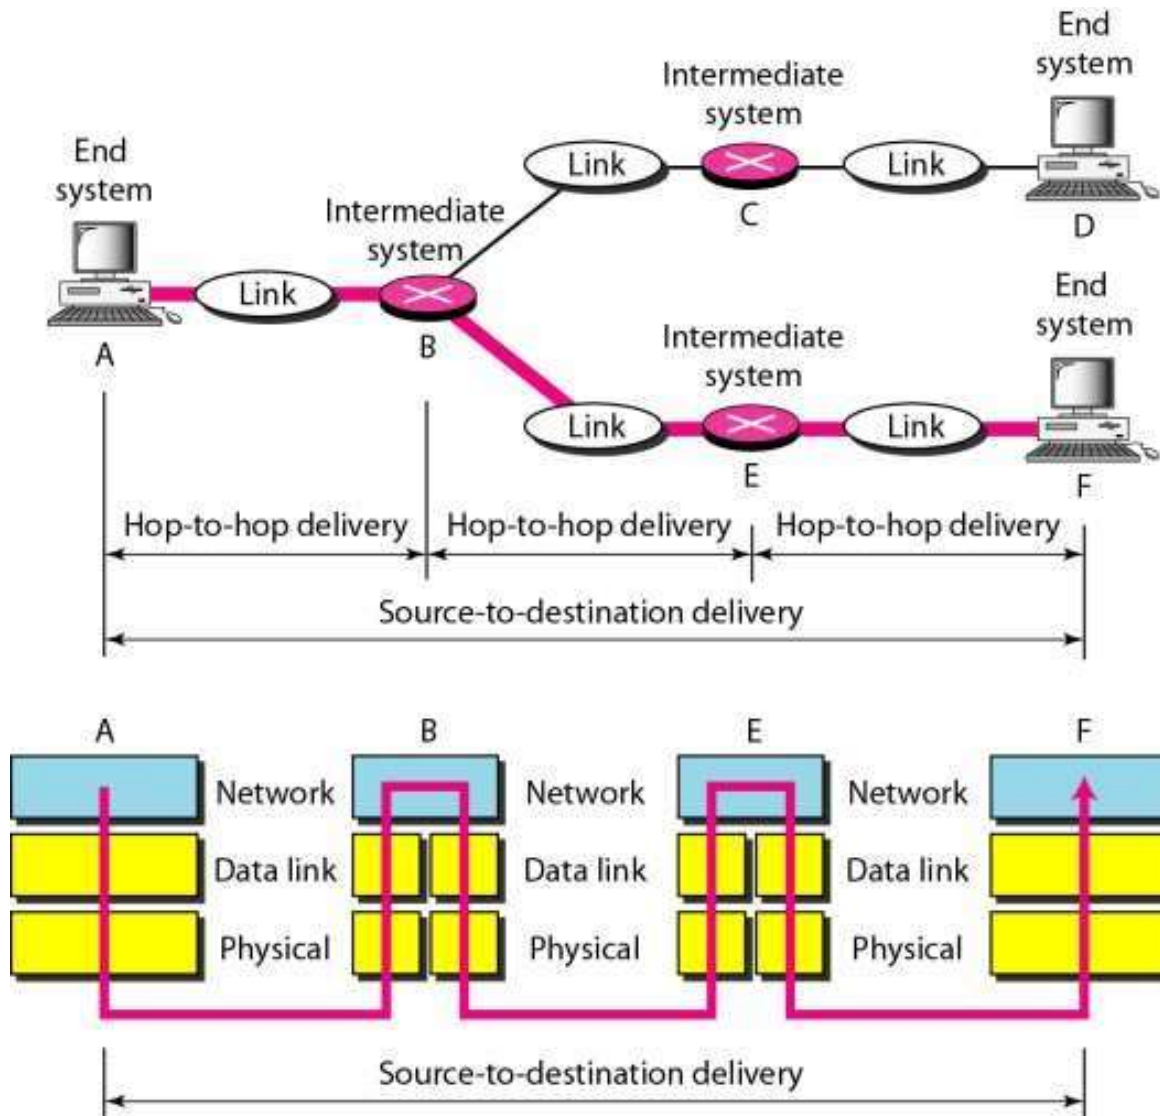 End
system
Intermediate
system
End
system
Link
Link
C
D
Intermediate
system
Link
A
B
End
system
Intermediate
system
Link
Link
E
F
Hop-to-hop delivery
Hop-to-hop delivery
Hop-to-hop delivery
Source-to-destination delivery
A
B
E
F
Network
Network
Network
Data link
Data link
Data link
Physical
Physical
Physical
Source-to-destination delivery